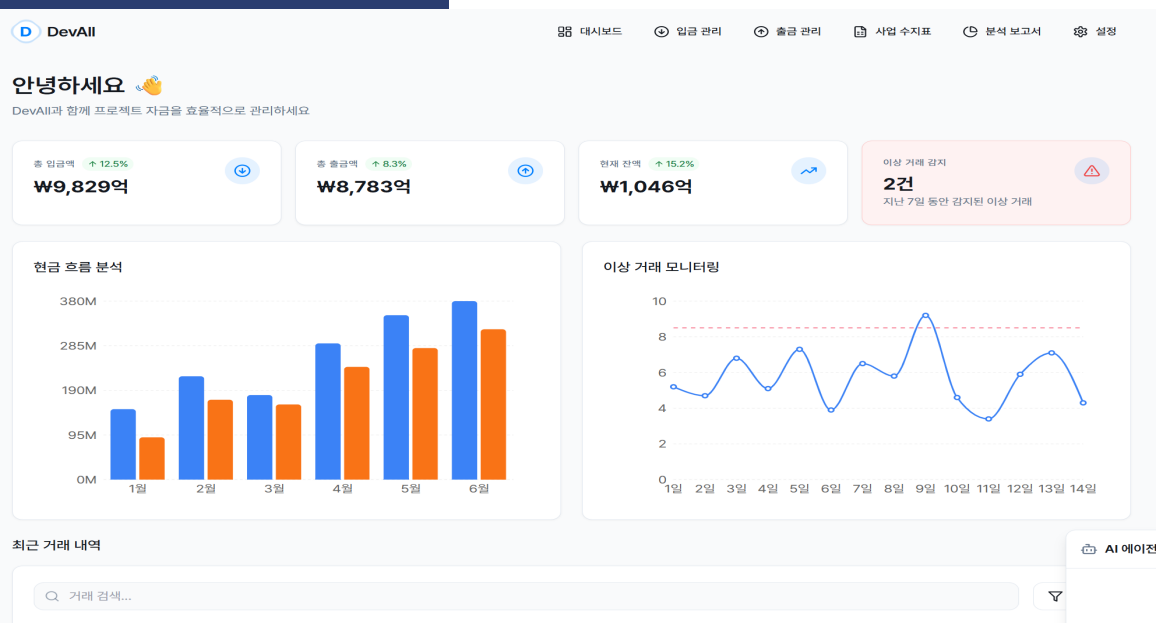 D DevAll
대시보드 입금 관리 출금 관리 사업 수지표 분석 보고서 설정
안녕하세요 👋
DevAll과 함께 프로젝트 자금을 효율적으로 관리하세요
총 입금액 ↑ 12.5%
₩9,829억
총 출금액 ↑ 8.3%
₩8,783억
현재 잔액 ↑ 15.2%
₩1,046억
이상 거래 감지
2건
지난 7일 동안 감지된 이상 거래
현금 흐름 분석
380M
285M
190M
95M
0M
1월 2월 3월 4월 5월 6월
이상 거래 모니터링
10
8
6
4
2
0
1일 2일 3일 4일 5일 6일 7일 8일 9일 10일 11일 12일 13일 14일
최근 거래 내역
거래 검색...
AI 에이전